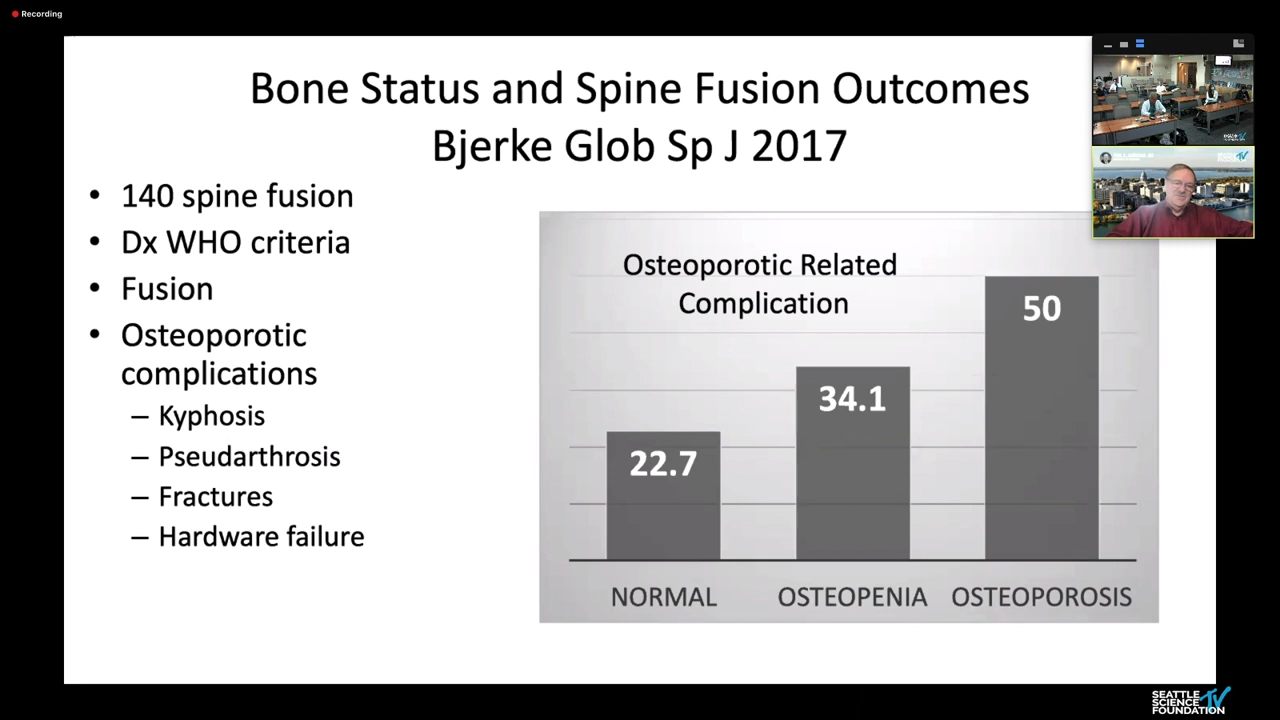 Recording
Bone Status and Spine Fusion Outcomes
Bjerke Glob Sp J 2017
• 140 spine fusion
• Dx WHO criteria
• Fusion
• Osteoporotic
complications
– Kyphosis
– Pseudarthrosis
– Fractures
– Hardware failure
Osteoporotic Related
Complication
22.7
34.1
50
NORMAL
OSTEOPENIA
OSTEOPOROSIS
SEATTLE
SCIENCE
FOUNDATION
TV